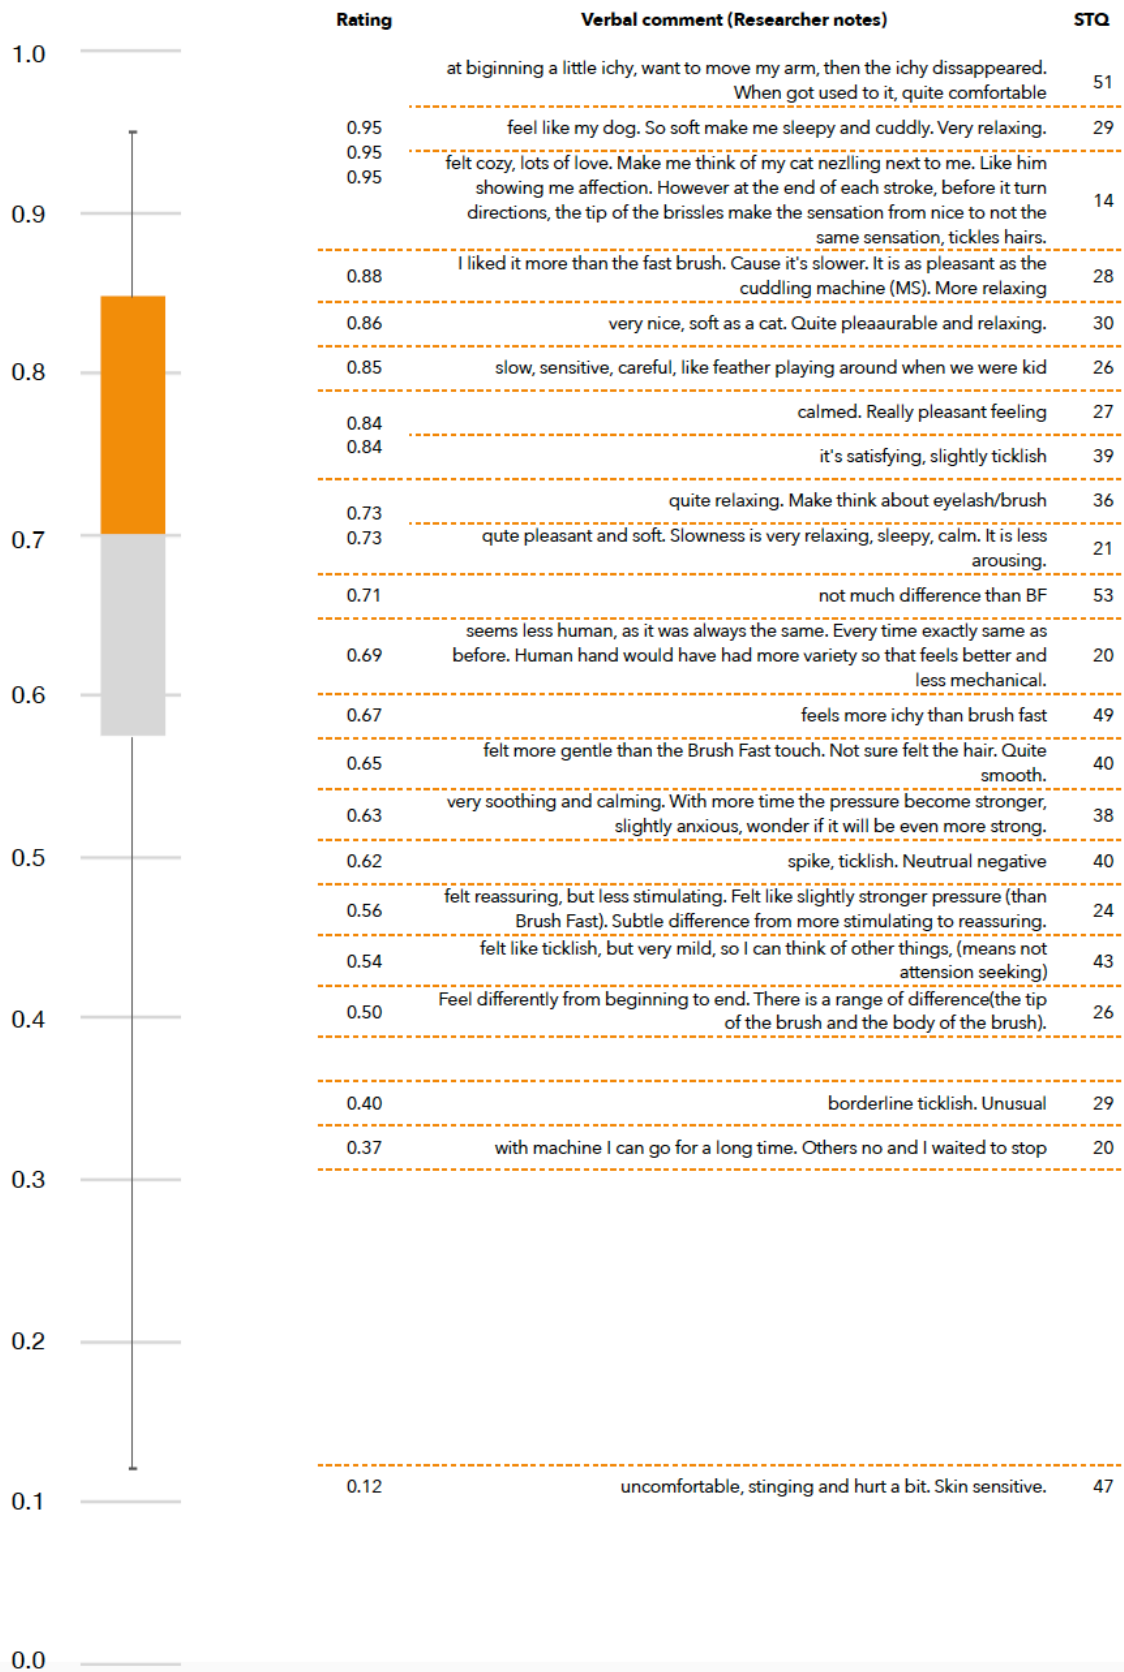 Rating Verbal comment (Researcher notes) STQ
1.0
at biginning a little ichy, want to move my arm, then the ichy dissappeared.
When got used to it, quite comfortable
51
0.95
feel like my dog. So soft make me sleepy and cuddly. Very relaxing.
29
0.95
0.95
felt cozy, lots of love. Make me think of my cat nezlling next to me. Like him
showing me affection. However at the end of each stroke, before it turn
directions, the tip of the brissles make the sensation from nice to not the
same sensation, tickles hairs.
14
0.9
0.88
I liked it more than the fast brush. Cause it's slower. It is as pleasant as the
cuddling machine (MS). More relaxing
28
0.86
very nice, soft as a cat. Quite pleaaurable and relaxing.
30
0.8
0.85
slow, sensitive, careful, like feather playing around when we were kid
26
0.84
0.84
calmed. Really pleasant feeling
27
it's satisfying, slightly ticklish
39
0.73
0.73
quite relaxing. Make think about eyelash/brush
36
0.7
qute pleasant and soft. Slowness is very relaxing, sleepy, calm. It is less
arousing.
21
0.71
not much difference than BF
53
0.69
seems less human, as it was always the same. Every time exactly same as
before. Human hand would have had more variety so that feels better and
less mechanical.
20
0.6
0.67
feels more ichy than brush fast
49
0.65
felt more gentle than the Brush Fast touch. Not sure felt the hair. Quite
smooth.
40
0.63
very soothing and calming. With more time the pressure become stronger,
slightly anxious, wonder if it will be even more strong.
38
0.5
0.62
spike, ticklish. Neutrual negative
40
0.56
felt reassuring, but less stimulating. Felt like slightly stronger pressure (than
Brush Fast). Subtle difference from more stimulating to reassuring.
24
0.54
felt like ticklish, but very mild, so I can think of other things, (means not
attension seeking)
43
0.4
0.50
Feel differently from beginning to end. There is a range of difference(the tip
of the brush and the body of the brush).
26
0.40
borderline ticklish. Unusual
29
0.37
with machine I can go for a long time. Others no and I waited to stop
20
0.3
0.2
0.12
uncomfortable, stinging and hurt a bit. Skin sensitive.
47
0.1
0.0